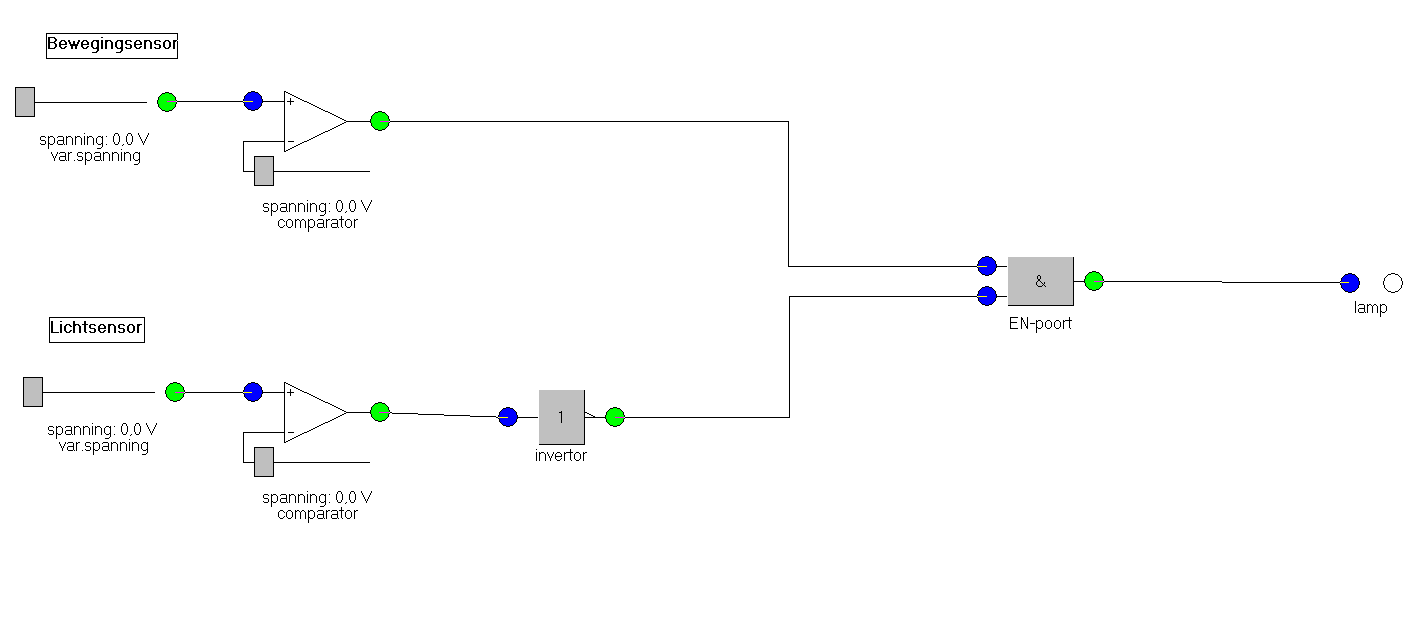 Bewegingsensor
+
−
spanning: 0,0 V
var.spanning
spanning: 0,0 V
comparator
&
EN-poort
lamp
Lichtsensor
+
−
spanning: 0,0 V
var.spanning
1
invertor
spanning: 0,0 V
comparator